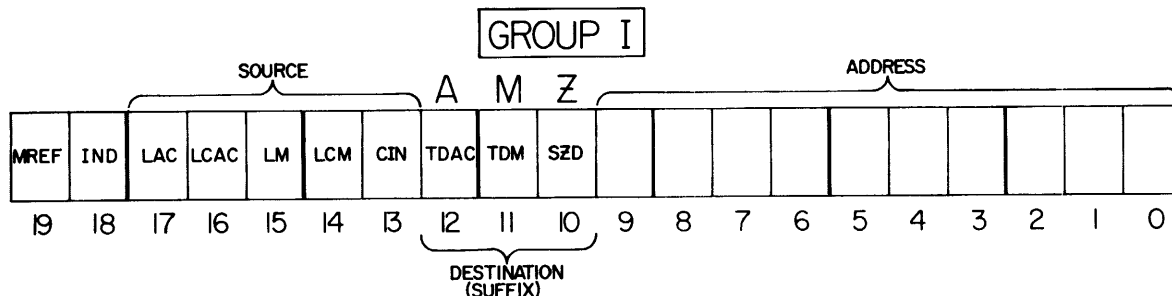 GROUP I
SOURCE A M Z ADDRESS
MREF IND LAC LCAC LM LCM CIN TDAC TDM SZD
19 18 17 16 15 14 13 12 11 10 9 8 7 6 5 4 3 2 1 0
DESTINATION
(SUFFIX)